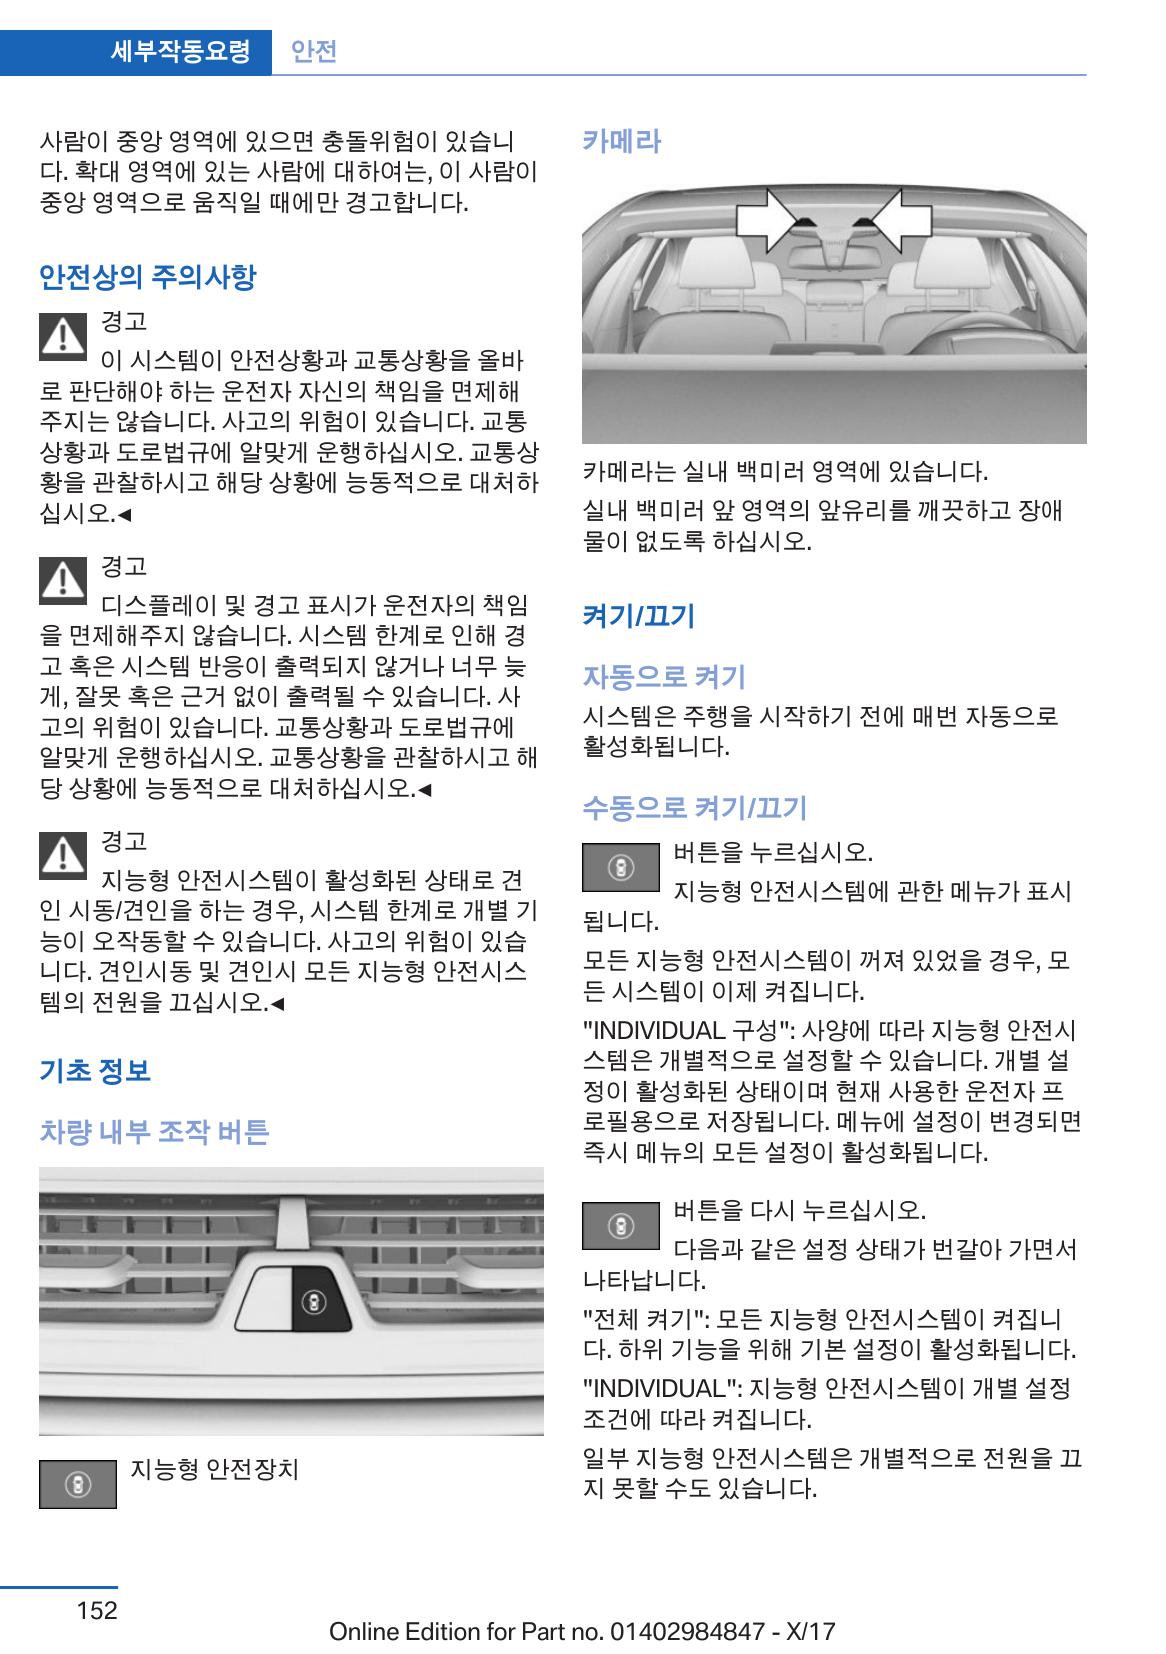 세부작동요령 안전
사람이 중앙 영역에 있으면 충돌위험이 있습니
다. 확대 영역에 있는 사람에 대하여는, 이 사람이
중앙 영역으로 움직일 때에만 경고합니다.
안전상의 주의사항
경고
이 시스템이 안전상황과 교통상황을 올바
로 판단해야 하는 운전자 자신의 책임을 면제해
주지는 않습니다. 사고의 위험이 있습니다. 교통
상황과 도로법규에 알맞게 운행하십시오. 교통상
황을 관찰하시고 해당 상황에 능동적으로 대처하
십시오.◄
경고
디스플레이 및 경고 표시가 운전자의 책임
을 면제해주지 않습니다. 시스템 한계로 인해 경
고 혹은 시스템 반응이 출력되지 않거나 너무 늦
게, 잘못 혹은 근거 없이 출력될 수 있습니다. 사
고의 위험이 있습니다. 교통상황과 도로법규에
알맞게 운행하십시오. 교통상황을 관찰하시고 해
당 상황에 능동적으로 대처하십시오.◄
경고
지능형 안전시스템이 활성화된 상태로 견
인 시동/견인을 하는 경우, 시스템 한계로 개별 기
능이 오작동할 수 있습니다. 사고의 위험이 있습
니다. 견인시동 및 견인시 모든 지능형 안전시스
템의 전원을 끄십시오.◄
기초 정보
차량 내부 조작 버튼
지능형 안전장치
카메라
카메라는 실내 백미러 영역에 있습니다.
실내 백미러 앞 영역의 앞유리를 깨끗하고 장애
물이 없도록 하십시오.
켜기/끄기
자동으로 켜기
시스템은 주행을 시작하기 전에 매번 자동으로
활성화됩니다.
수동으로 켜기/끄기
버튼을 누르십시오.
지능형 안전시스템에 관한 메뉴가 표시
됩니다.
모든 지능형 안전시스템이 꺼져 있었을 경우, 모
든 시스템이 이제 켜집니다.
"INDIVIDUAL 구성": 사양에 따라 지능형 안전시
스템은 개별적으로 설정할 수 있습니다. 개별 설
정이 활성화된 상태이며 현재 사용한 운전자 프
로필용으로 저장됩니다. 메뉴에 설정이 변경되면
즉시 메뉴의 모든 설정이 활성화됩니다.
버튼을 다시 누르십시오.
다음과 같은 설정 상태가 번갈아 가면서
나타납니다.
"전체 켜기": 모든 지능형 안전시스템이 켜집니
다. 하위 기능을 위해 기본 설정이 활성화됩니다.
"INDIVIDUAL": 지능형 안전시스템이 개별 설정
조건에 따라 켜집니다.
일부 지능형 안전시스템은 개별적으로 전원을 끄
지 못할 수도 있습니다.
152
Online Edition for Part no. 01402984847 - X/17